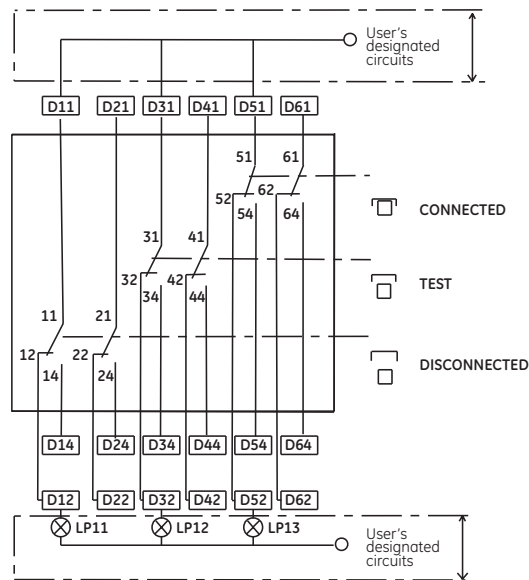 User's
designated
circuits
D11 D21 D31 D41 D51 D61
51 61
52 62
54 64
CONNECTED
31 41
32 42
34 44
TEST
11 21
12 22
14 24
DISCONNECTED
D14 D24 D34 D44 D54 D64
D12 D22 D32 D42 D52 D62
LP11 LP12 LP13
User's
designated
circuits